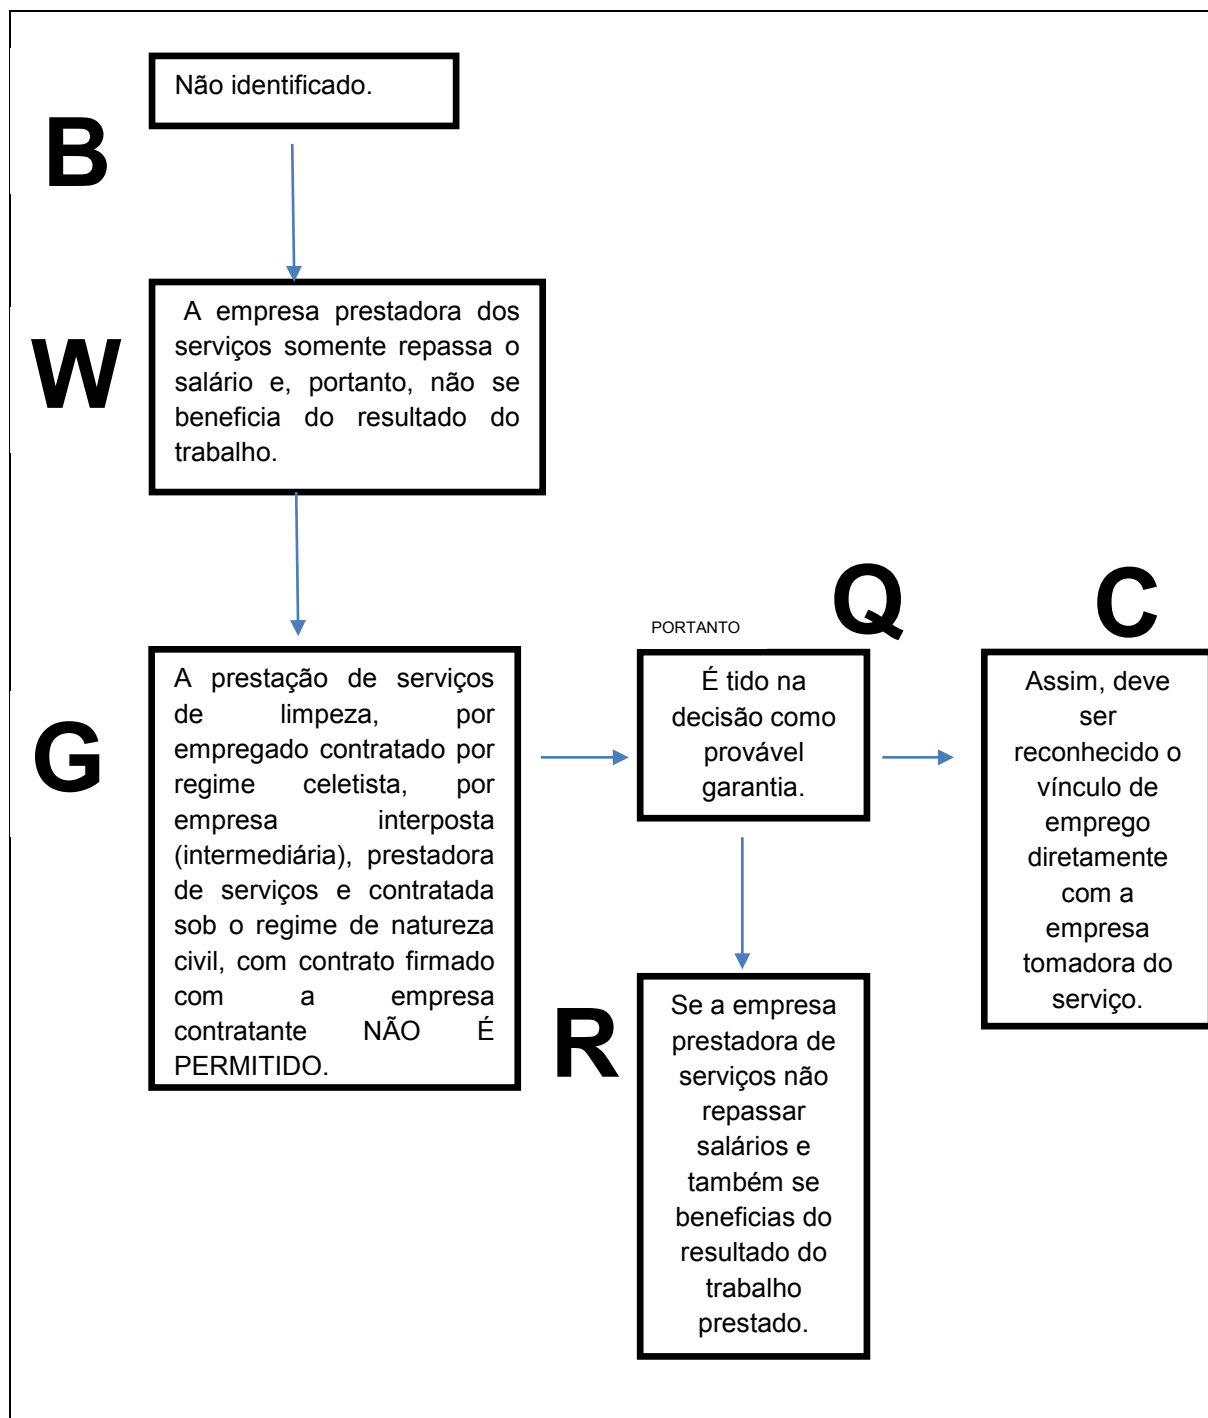 Não identificado.
B
A empresa prestadora dos
serviços somente repassa o
salário e, portanto, não se
beneficia do resultado do
trabalho.
W
A prestação de serviços
de limpeza, por
empregado contratado por
regime celetista, por
empresa interposta
(intermediária), prestadora
de serviços e contratada
sob o regime de natureza
civil, com contrato firmado
com a empresa
contratante NÃO É
PERMITIDO.
G
PORTANTO
Q
É tido na
decisão como
provável
garantia.
C
Assim, deve
ser
reconhecido o
vínculo de
emprego
diretamente
com a
empresa
tomadora do
serviço.
R
Se a empresa
prestadora de
serviços não
repassar
salários e
também se
beneficias do
resultado do
trabalho
prestado.